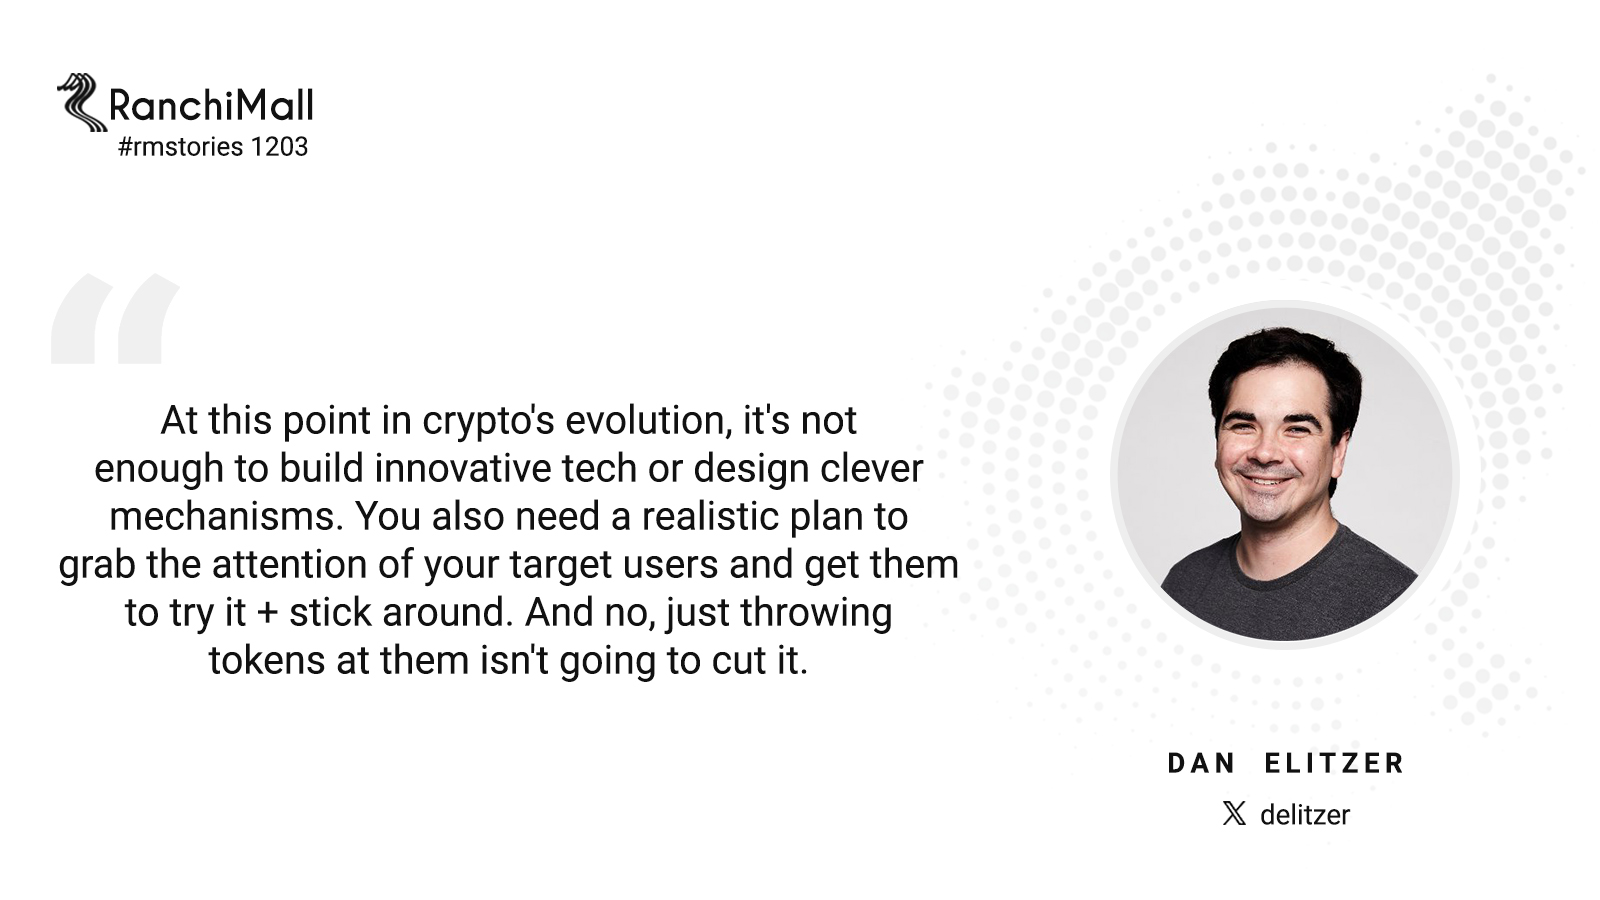 RanchiMall
#rmstories 1203
“
At this point in crypto's evolution, it's not
enough to build innovative tech or design clever
mechanisms. You also need a realistic plan to
grab the attention of your target users and get them
to try it + stick around. And no, just throwing
tokens at them isn't going to cut it.
DAN ELITZER
𝕏 delitzer